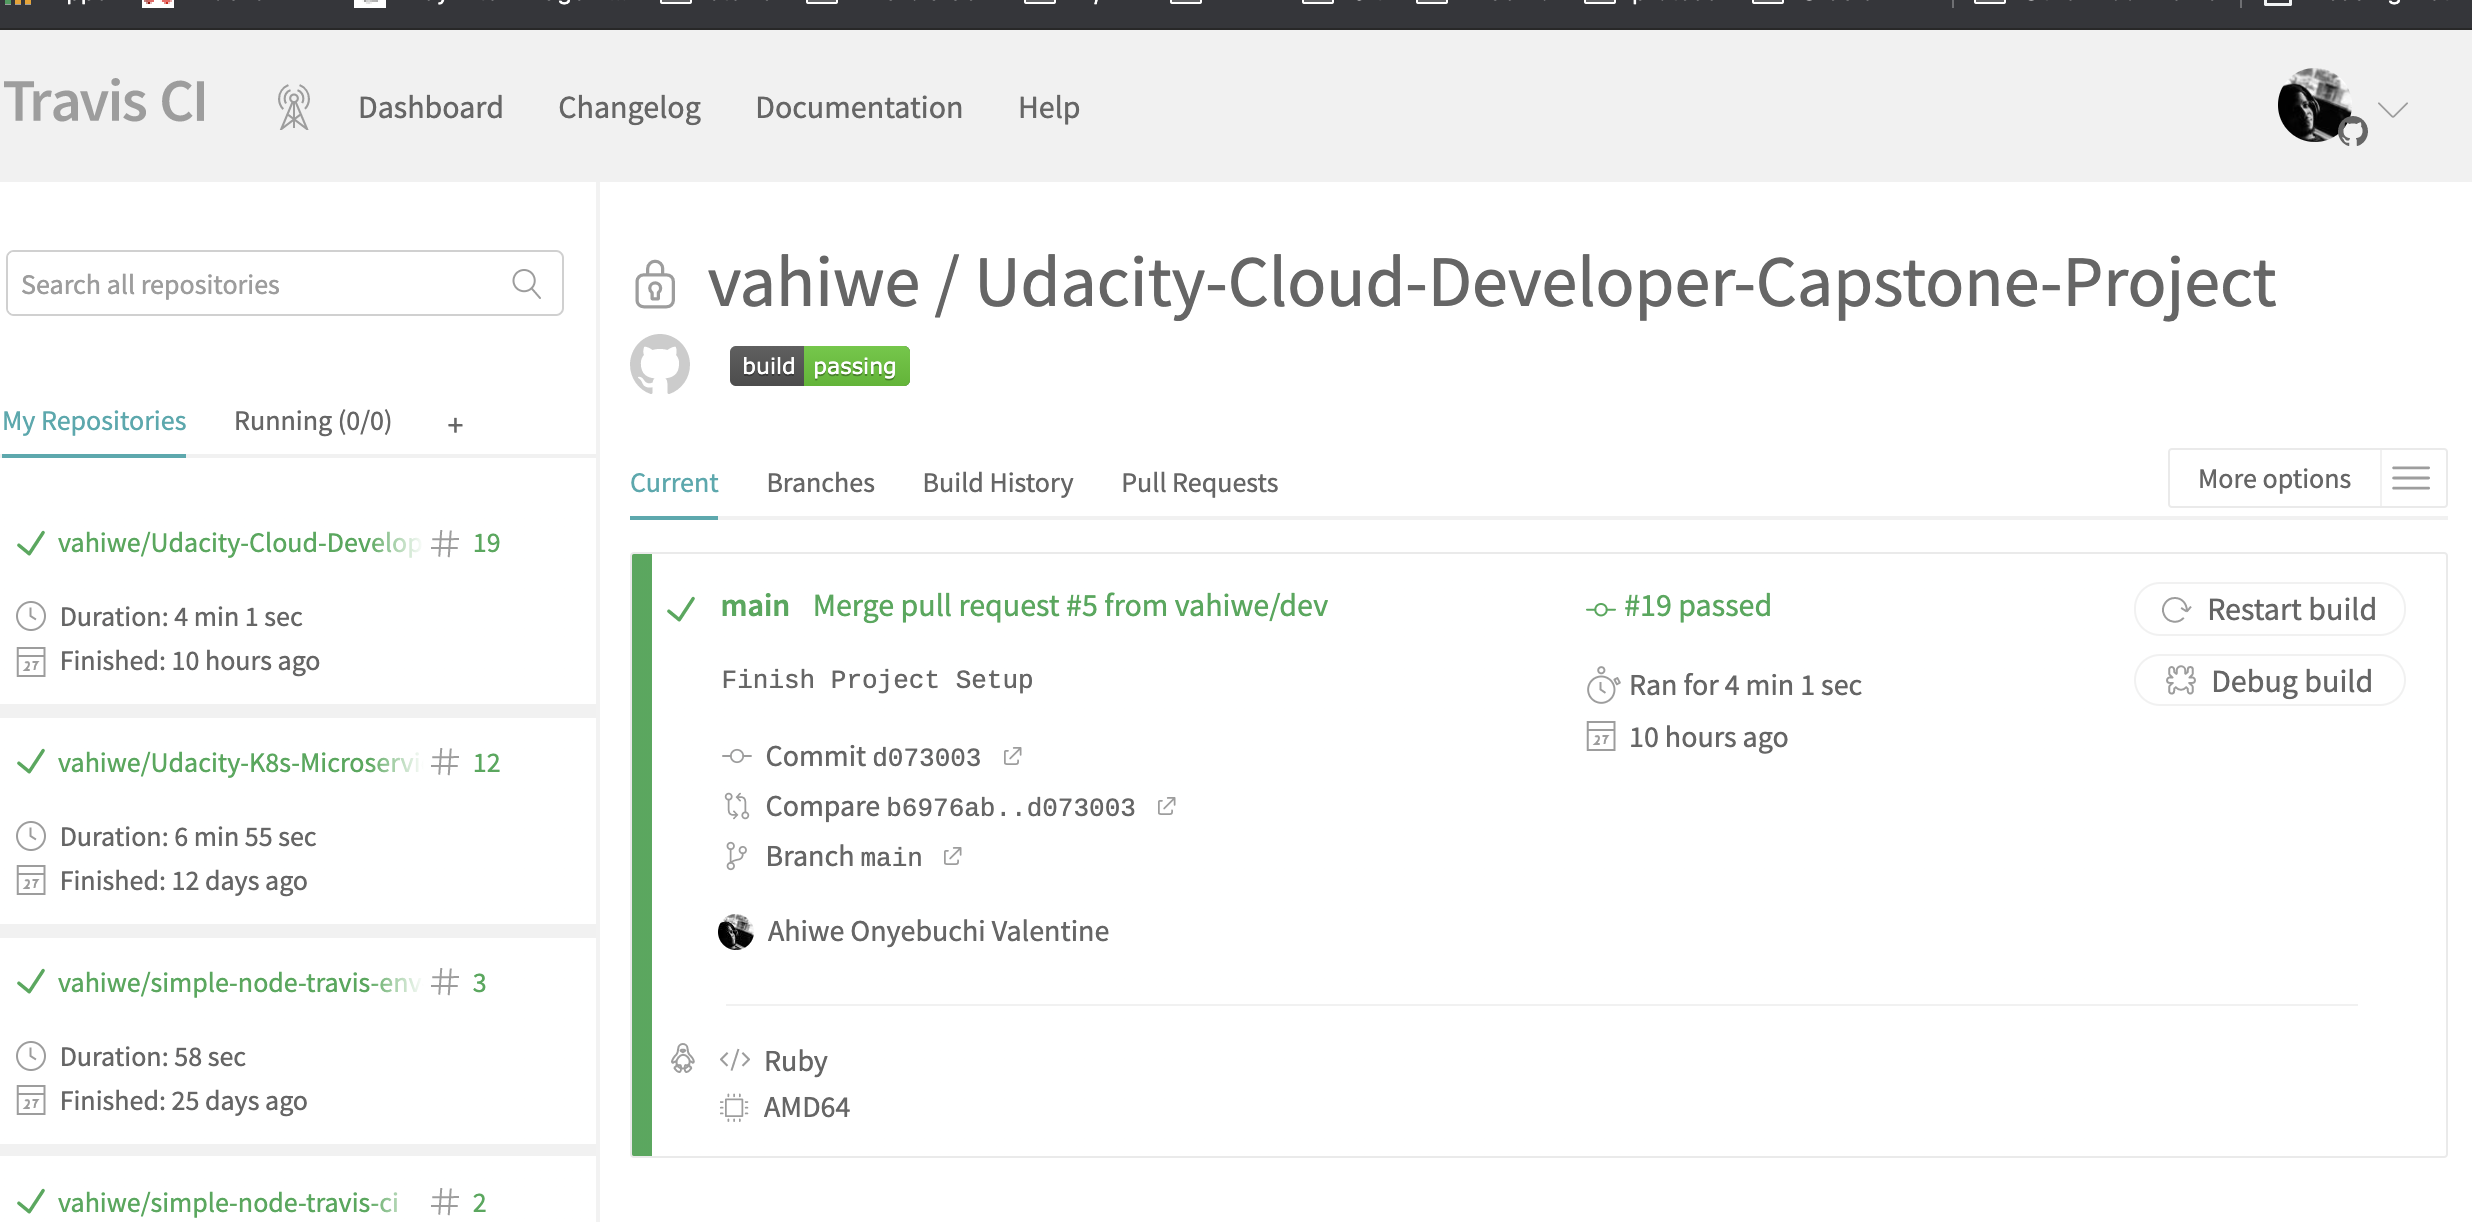 Travis CI
Dashboard
Changelog
Documentation
Help
Search all repositories
My Repositories
Running (0/0)
+
vahiwe/Udacity-Cloud-Develop # 19
Duration: 4 min 1 sec
27 Finished: 10 hours ago
vahiwe/Udacity-K8s-Microservi # 12
Duration: 6 min 55 sec
27 Finished: 12 days ago
vahiwe/simple-node-travis-env # 3
Duration: 58 sec
27 Finished: 25 days ago
vahiwe/simple-node-travis-ci # 2
vahiwe / Udacity-Cloud-Developer-Capstone-Project
build passing
Current
Branches
Build History
Pull Requests
More options
main Merge pull request #5 from vahiwe/dev
Finish Project Setup
Commit d073003
Compare b6976ab..d073003
Branch main
Ahiwe Onyebuchi Valentine
#19 passed
Ran for 4 min 1 sec
27 10 hours ago
Restart build
Debug build
</> Ruby
AMD64